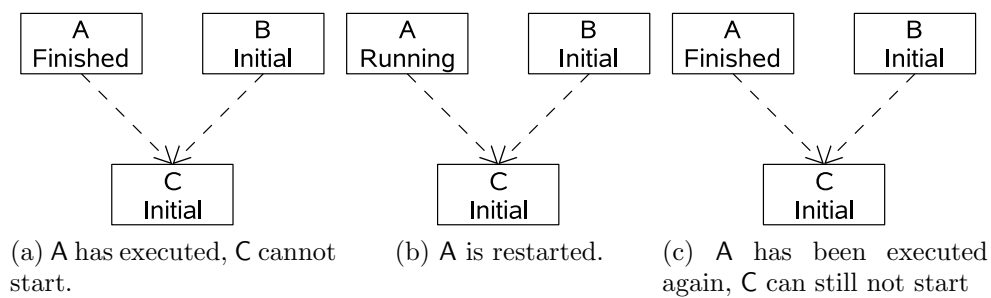 A
Finished
B
Initial
C
Initial
(a) A has executed, C cannot
start.
A
Running
B
Initial
C
Initial
(b) A is restarted.
A
Finished
B
Initial
C
Initial
(c) A has been executed
again, C can still not start